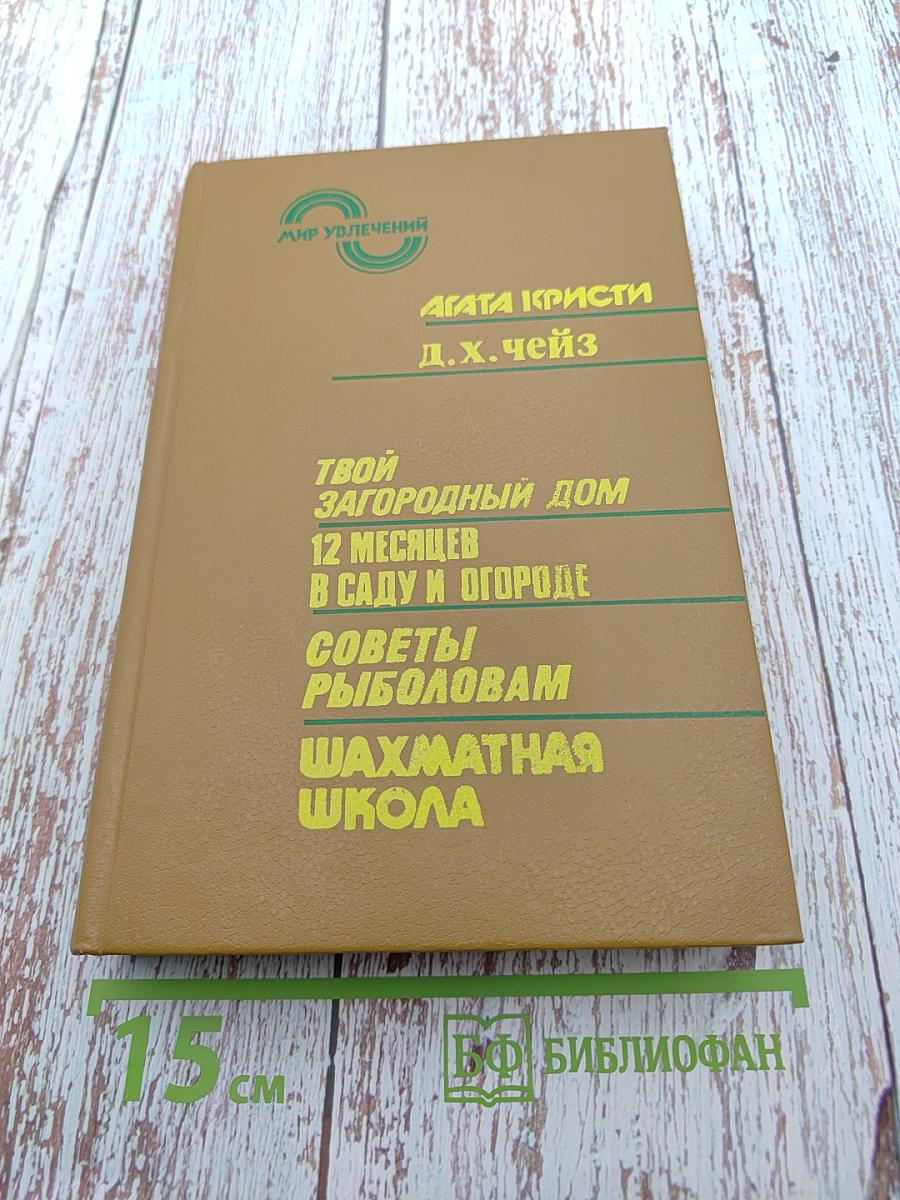 МИР УВЛЕЧЕНИЙ
АГАТА КРИСТИ
Д.Х.ЧЕЙЗ
ТВОЙ
ЗАГОРОДНЫЙ ДОМ
12 МЕСЯЦЕВ
В САДУ И ОГОРОДЕ
СОВЕТЫ
РЫБОЛОВАМ
ШАХМАТНАЯ
ШКОЛА
15 см
БФ БИБЛИОФАН